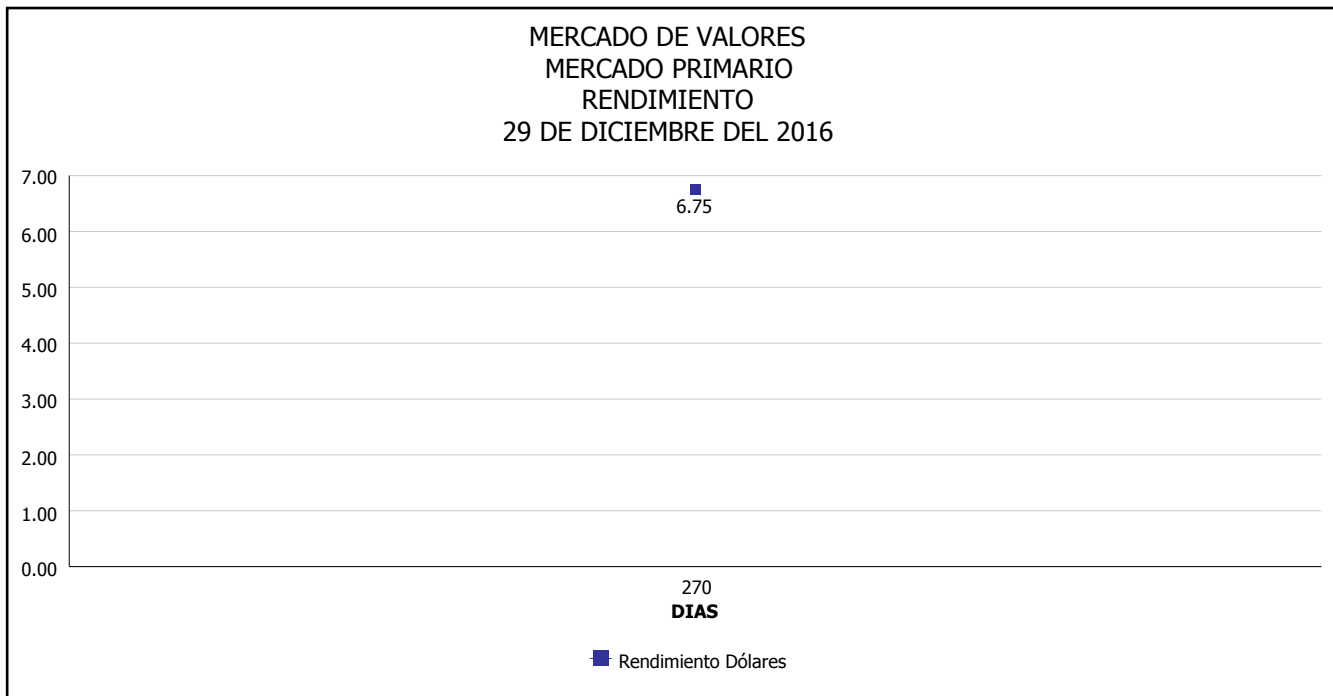 MERCADO DE VALORES
MERCADO PRIMARIO
RENDIMIENTO
29 DE DICIEMBRE DEL 2016
7.00
6.75
6.00
5.00
4.00
3.00
2.00
1.00
0.00
270
DIAS
Rendimiento Dólares